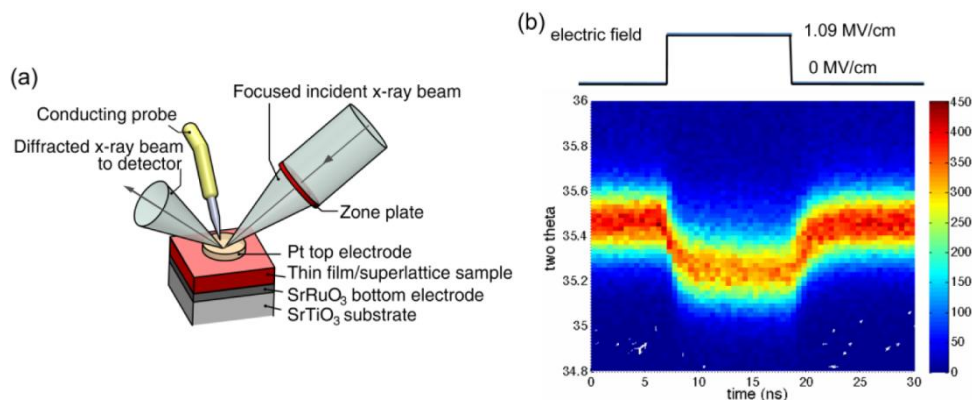 (a)
Conducting probe
Diffracted x-ray beam
to detector
Focused incident x-ray beam
Zone plate
Pt top electrode
Thin film/superlattice sample
SrRuO3 bottom electrode
SrTiO3 substrate
(b)
electric field
1.09 MV/cm
0 MV/cm
two theta
36
35.8
35.6
35.4
35.2
35
34.8
0
5
10
15
20
25
30
time (ns)
450
400
350
300
250
200
150
100
50
0